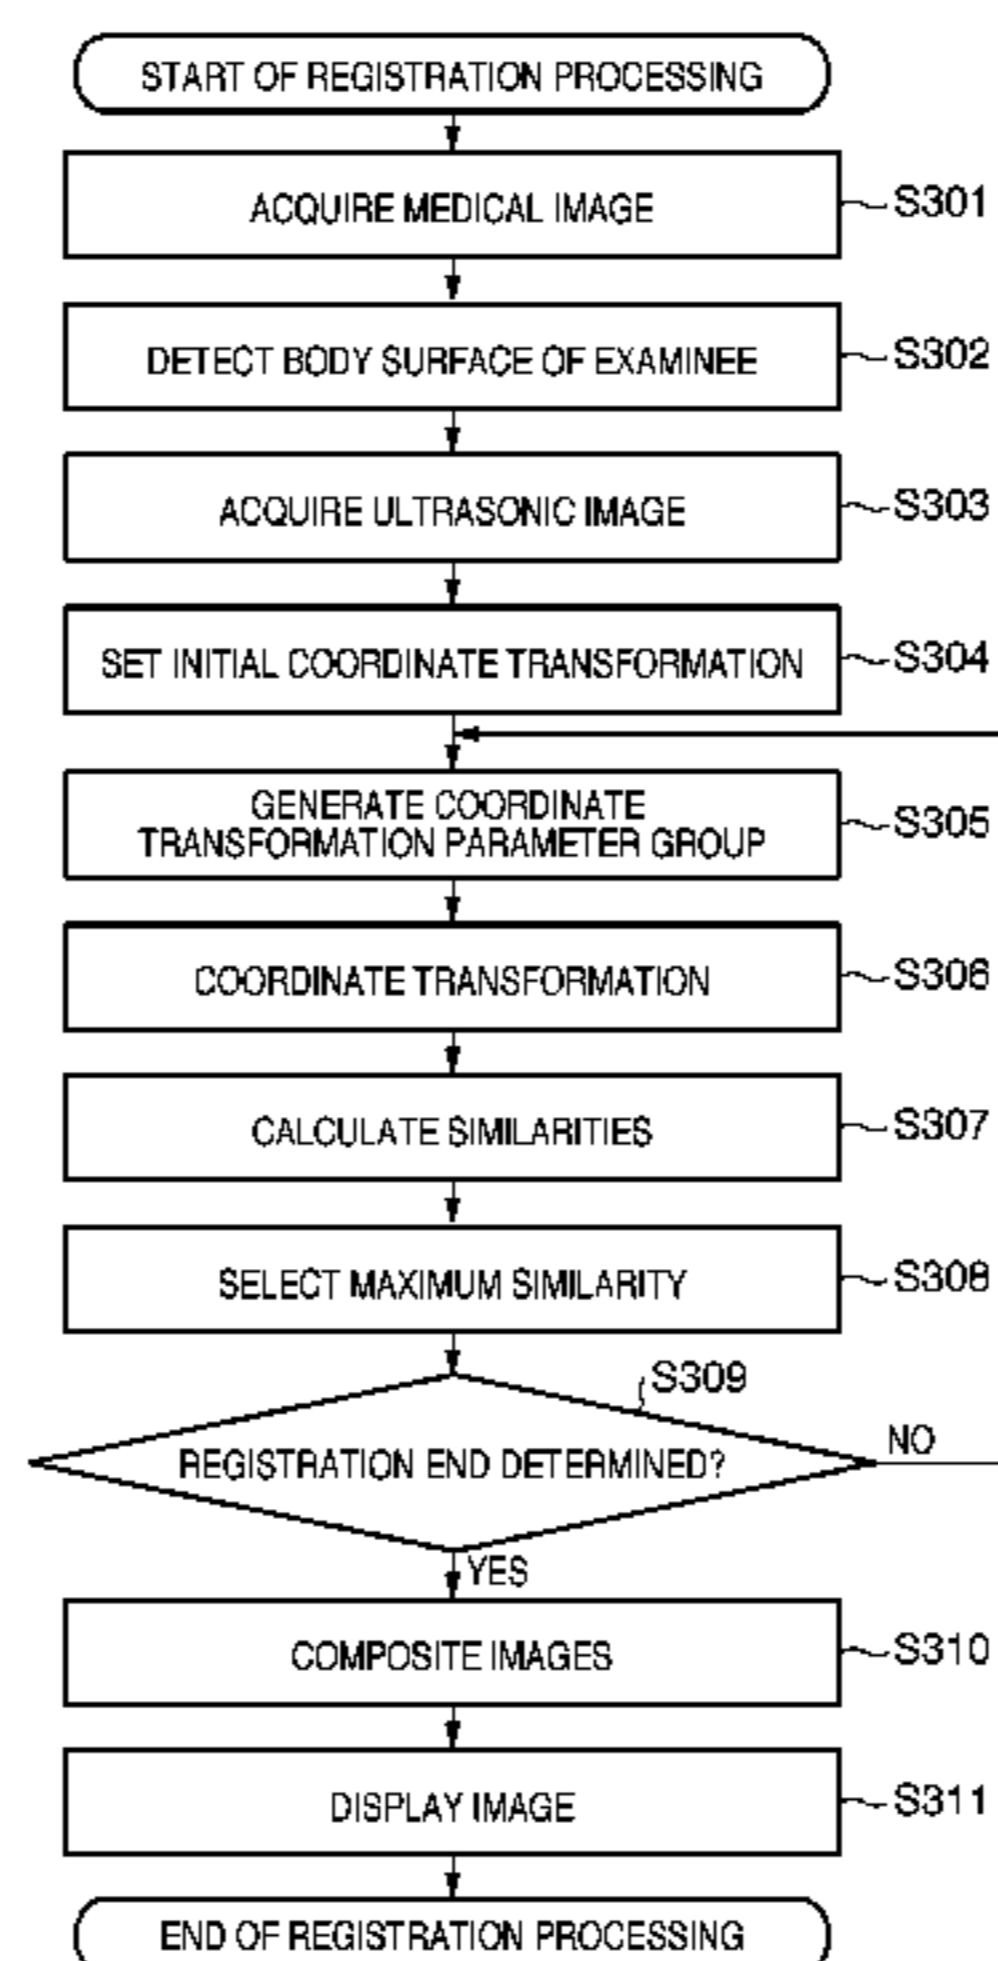 START OF REGISTRATION PROCESSING
ACQUIRE MEDICAL IMAGE
S301
DETECT BODY SURFACE OF EXAMINEE
S302
ACQUIRE ULTRASONIC IMAGE
S303
SET INITIAL COORDINATE TRANSFORMATION
S304
GENERATE COORDINATE
TRANSFORMATION PARAMETER GROUP
S305
COORDINATE TRANSFORMATION
S306
CALCULATE SIMILARITIES
S307
SELECT MAXIMUM SIMILARITY
S308
S309
REGISTRATION END DETERMINED?
NO
YES
COMPOSITE IMAGES
S310
DISPLAY IMAGE
S311
END OF REGISTRATION PROCESSING